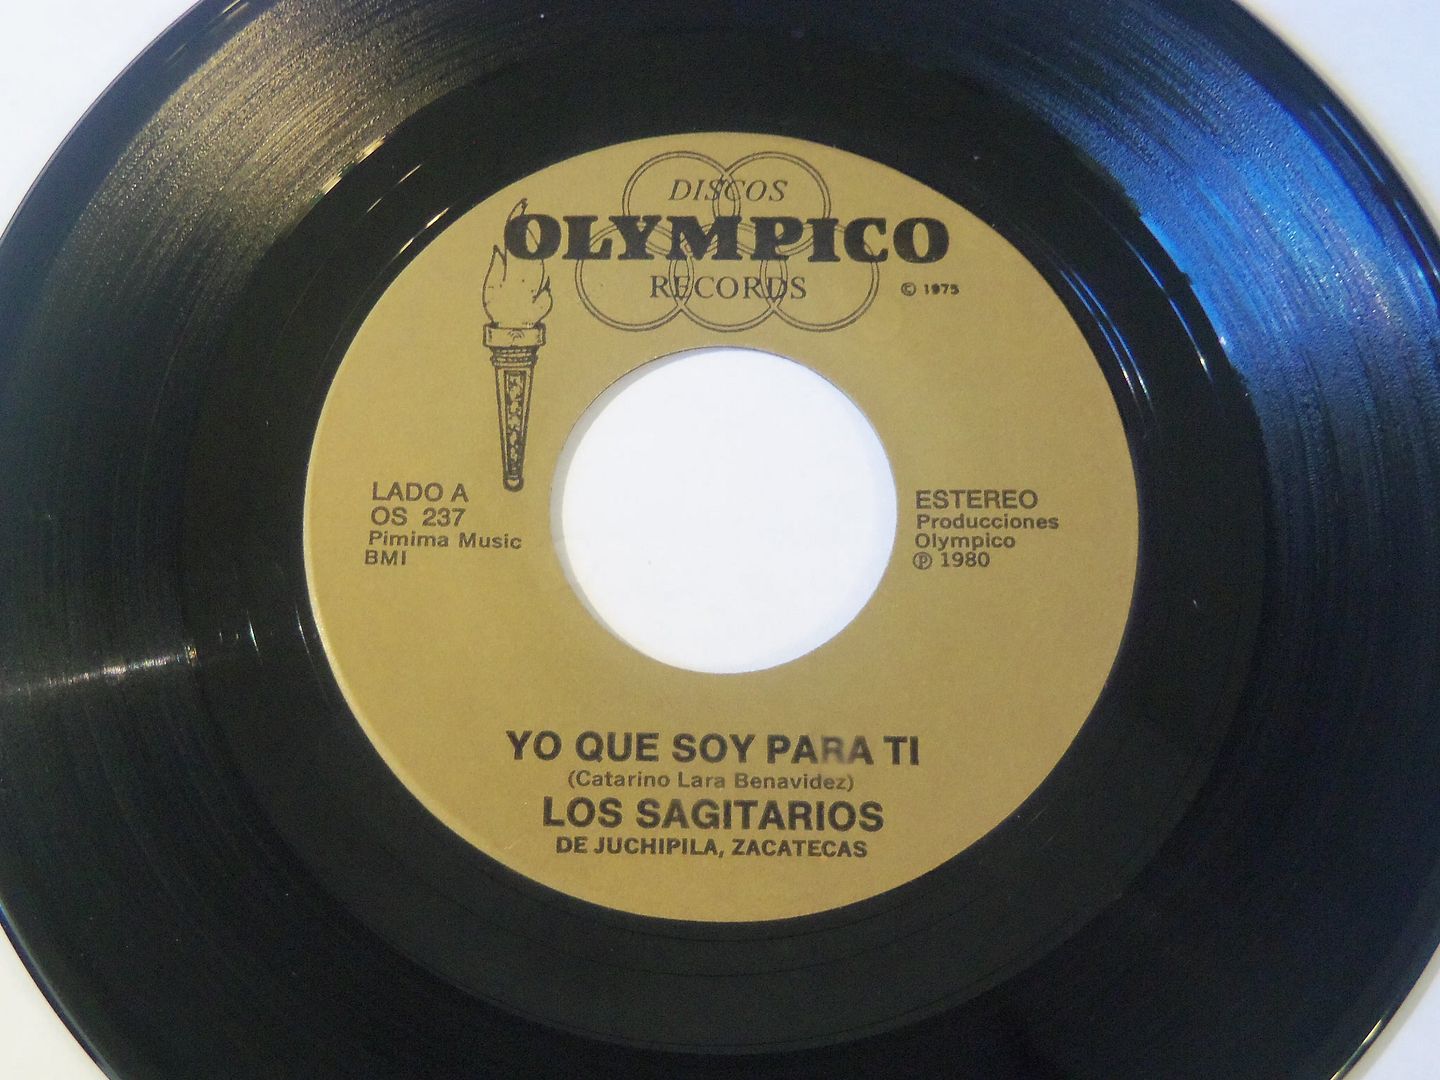 DISCOS
OLYMPICO
RECORDS
© 1975
LADO A
OS 237
Pimima Music
BMI
ESTEREO
Producciones
Olympico
℗ 1980
YO QUE SOY PARA TI
(Catarino Lara Benavidez)
LOS SAGITARIOS
DE JUCHIPILA, ZACATECAS